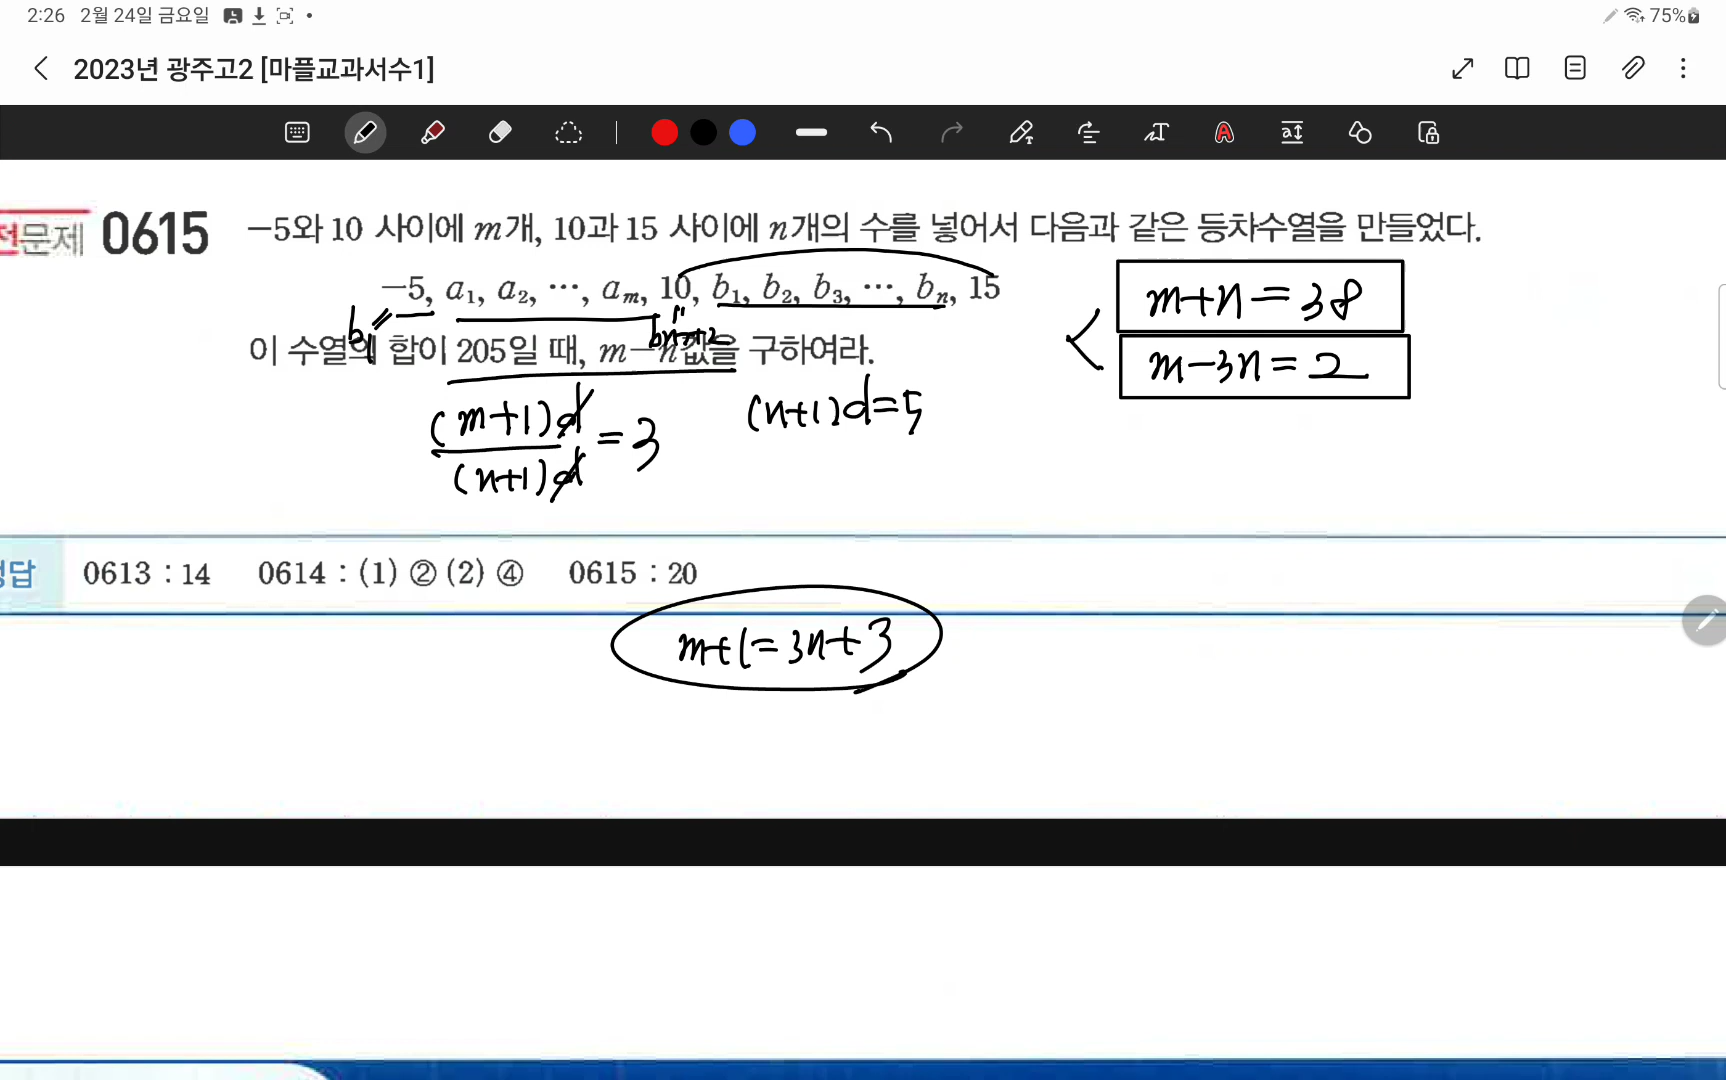 2:26 2월 24일 금요일 75%
2023년 광주고2 [마플교과서수1]
전문제 0615 −5와 10 사이에 m개, 10과 15 사이에 n개의 수를 넣어서 다음과 같은 등차수열을 만들었다.
−5, a₁, a₂, ⋯, aₘ, 10, b₁, b₂, b₃, ⋯, bₙ, 15
m+n=38
이 수열의 합이 205일 때, m−n값을 구하여라.
m-3n=2
(m+1)d / (n+1)d = 3
(n+1)d=5
정답 0613 : 14 0614 : (1) ② (2) ④ 0615 : 20
m+1=3n+3